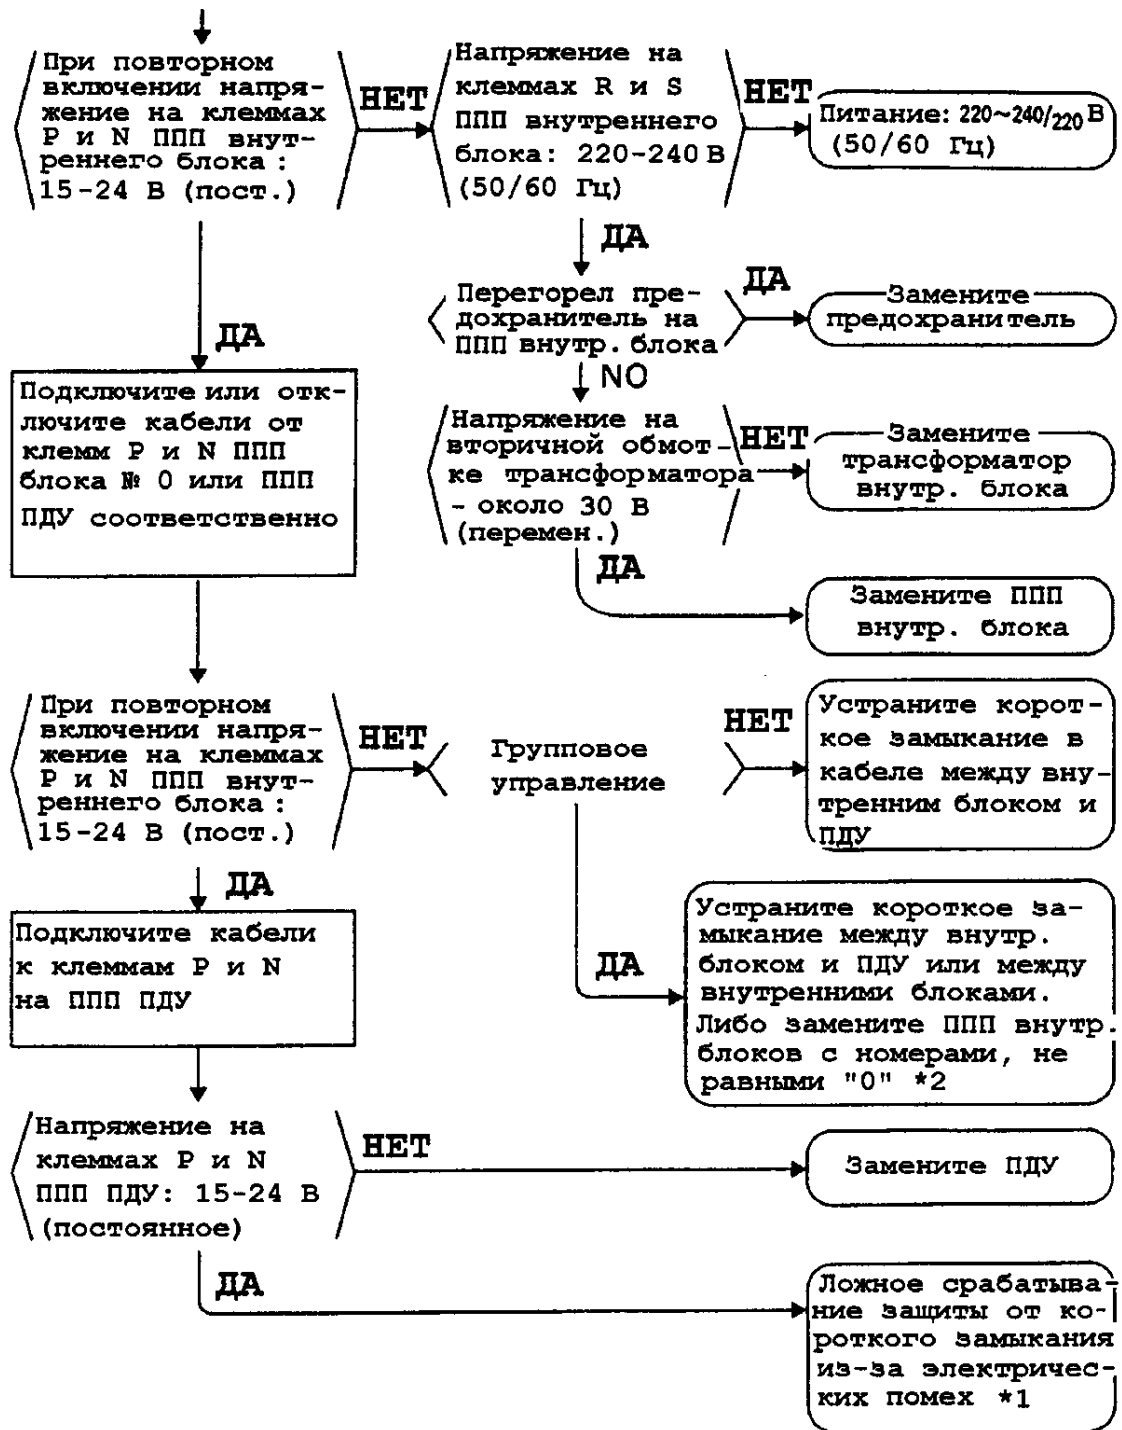 При повторном
включении напря-
жение на клеммах
P и N ППП внут-
реннего блока :
15-24 В (пост.)
НЕТ
Напряжение на
клеммах R и S
ППП внутреннего
блока: 220-240 В
(50/60 Гц)
НЕТ
Питание: 220~240/220 В
(50/60 Гц)
ДА
Перегорел пре-
дохранитель на
ППП внутр. блока
ДА
Замените
предохранитель
ДА
Подключите или отк-
лючите кабели от
клемм P и N ППП
блока № 0 или ППП
ПДУ соответственно
NO
Напряжение на
вторичной обмот-
ке трансформатора
- около 30 В
(перемен.)
НЕТ
Замените
трансформатор
внутр. блока
ДА
Замените ППП
внутр. блока
При повторном
включении напря-
жение на клеммах
P и N ППП внут-
реннего блока :
15-24 В (пост.)
НЕТ
Групповое
управление
НЕТ
Устраните корот-
кое замыкание в
кабеле между вну-
тренним блоком и
ПДУ
ДА
Подключите кабели
к клеммам P и N
на ППП ПДУ
ДА
Устраните короткое за-
мыкание между внутр.
блоком и ПДУ или между
внутренними блоками.
Либо замените ППП внутр.
блоков с номерами, не
равными "0" *2
Напряжение на
клеммах P и N
ППП ПДУ: 15-24 В
(постоянное)
НЕТ
Замените ПДУ
ДА
Ложное срабатыва-
ние защиты от ко-
роткого замыкания
из-за электричес-
ких помех *1